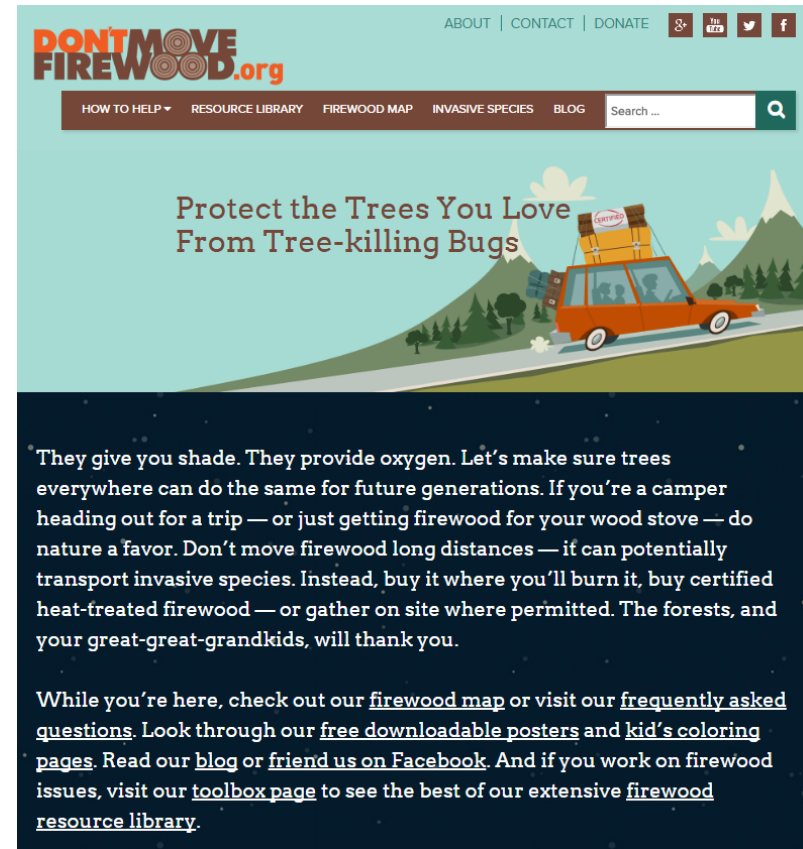 ABOUT | CONTACT | DONATE
g+ You Tube f
DON'T MOVE
FIREWOOD.org
HOW TO HELP RESOURCE LIBRARY FIREWOOD MAP INVASIVE SPECIES BLOG Search ...
Protect the Trees You Love
From Tree-killing Bugs
CERTIFIED
They give you shade. They provide oxygen. Let's make sure trees
everywhere can do the same for future generations. If you're a camper
heading out for a trip — or just getting firewood for your wood stove — do
nature a favor. Don't move firewood long distances — it can potentially
transport invasive species. Instead, buy it where you'll burn it, buy certified
heat-treated firewood — or gather on site where permitted. The forests, and
your great-great-grandkids, will thank you.
While you're here, check out our firewood map or visit our frequently asked
questions. Look through our free downloadable posters and kid's coloring
pages. Read our blog or friend us on Facebook. And if you work on firewood
issues, visit our toolbox page to see the best of our extensive firewood
resource library.